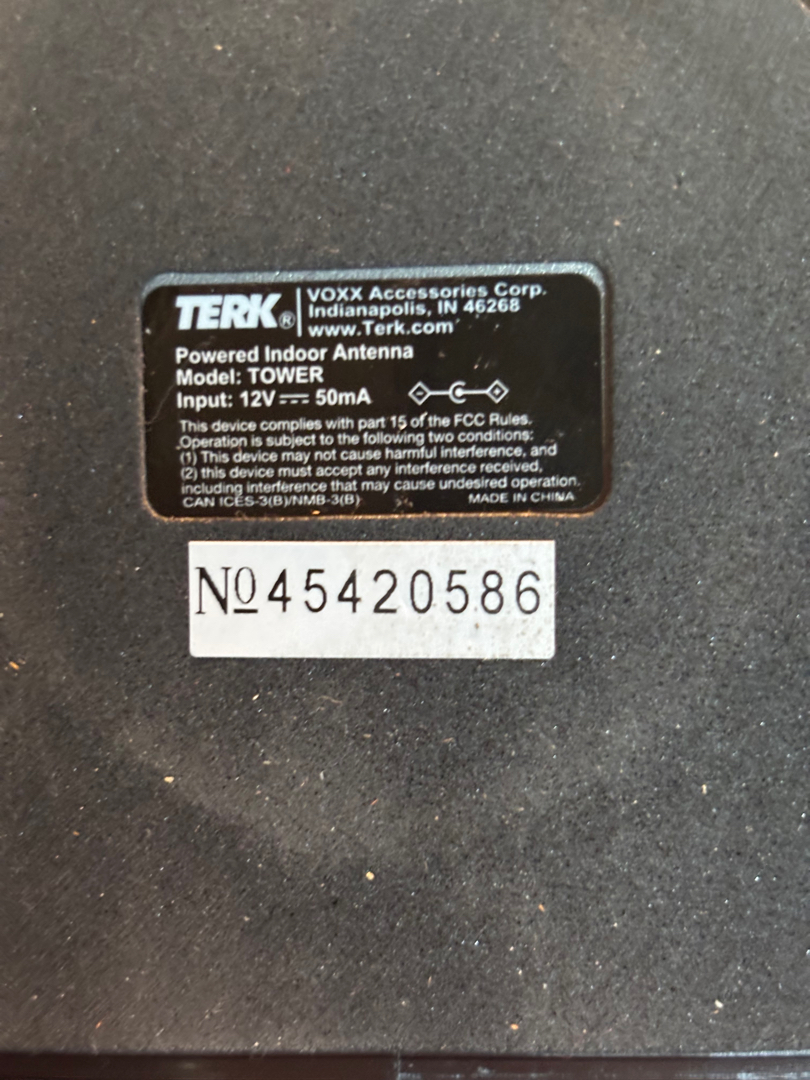 TERK® VOXX Accessories Corp.
Indianapolis, IN 46268
www.Terk.com
Powered Indoor Antenna
Model: TOWER
Input: 12V ⎓ 50mA
This device complies with part 15 of the FCC Rules.
Operation is subject to the following two conditions:
(1) This device may not cause harmful interference, and
(2) this device must accept any interference received,
including interference that may cause undesired operation.
CAN ICES-3(B)/NMB-3(B) MADE IN CHINA
№ 45420586